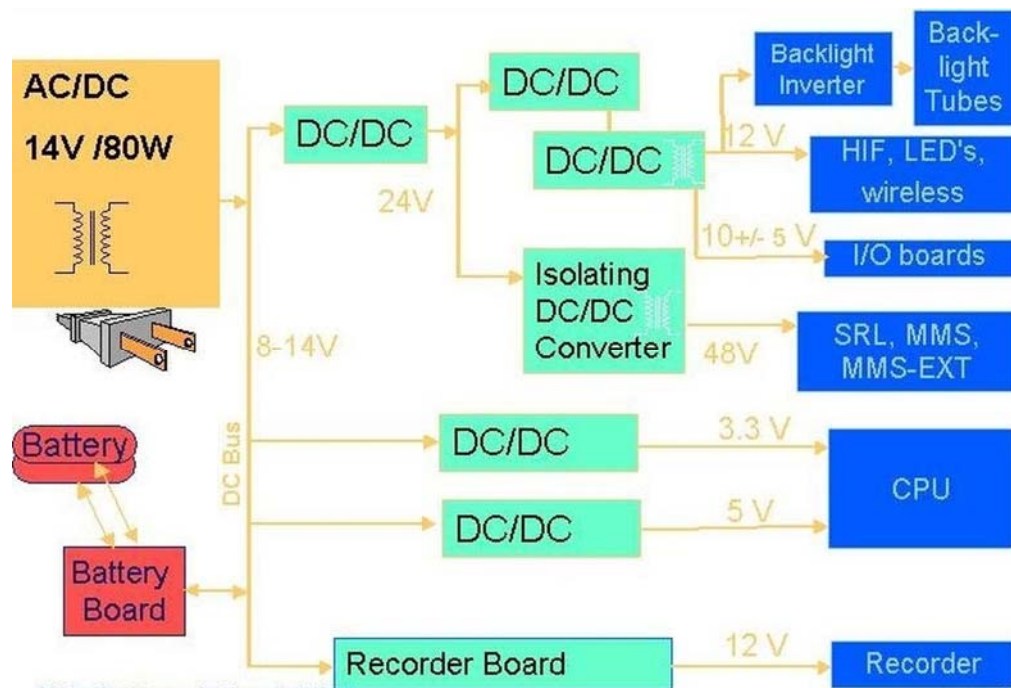 AC/DC
14V /80W
DC/DC
24V
DC/DC
DC/DC
12 V
Backlight
Inverter
Back-
light
Tubes
HIF, LED's,
wireless
10+/- 5 V
I/O boards
Isolating
DC/DC
Converter
48V
SRL, MMS,
MMS-EXT
8-14V
DC Bus
Battery
Battery
Board
DC/DC
3.3 V
DC/DC
5 V
CPU
Recorder Board
12 V
Recorder